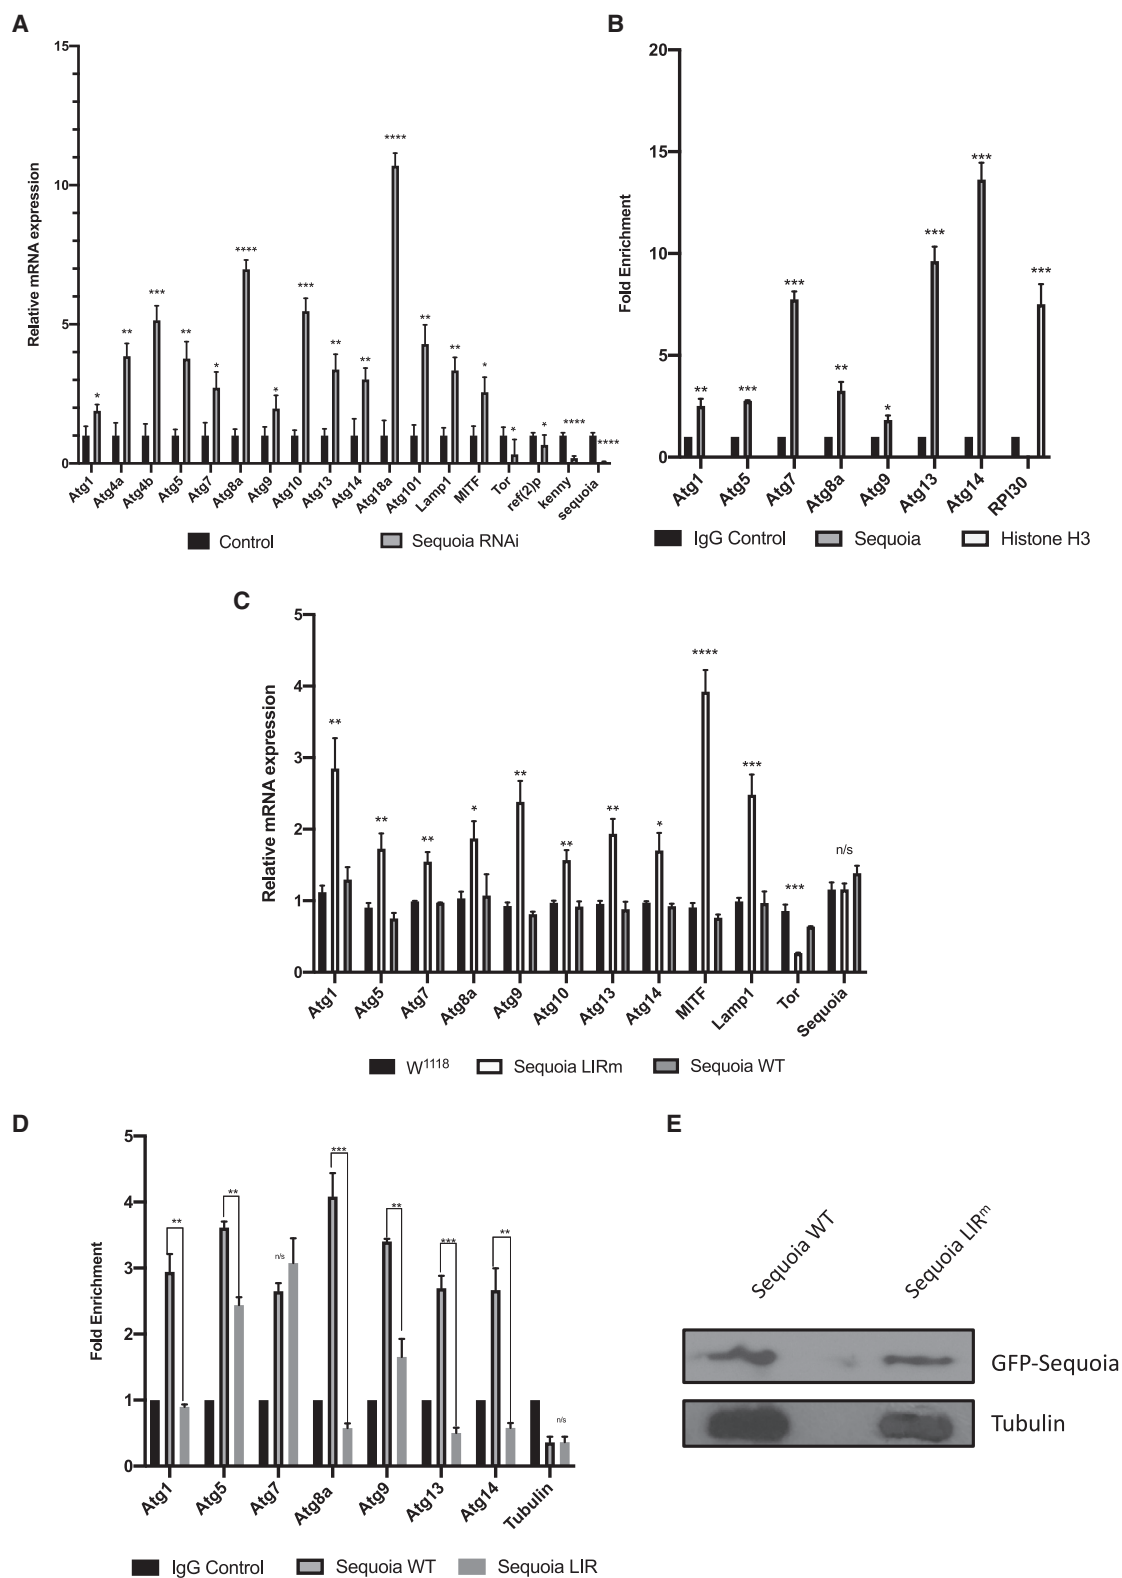 A
Relative mRNA expression
15
10
5
0
* ** *** ** * **** * *** ** ** **** ** ** * * * **** ****
Atg1 Atg4a Atg4b Atg5 Atg7 Atg8a Atg9 Atg10 Atg13 Atg14 Atg18a Atg101 Lamp1 MITF Tor ref(2)p kenny sequoia
Control Sequoia RNAi
B
Fold Enrichment
20
15
10
5
0
** *** *** ** * *** *** ***
Atg1 Atg5 Atg7 Atg8a Atg9 Atg13 Atg14 RPl30
IgG Control Sequoia Histone H3
C
Relative mRNA expression
5
4
3
2
1
0
** ** ** * ** ** ** * **** *** *** n/s
Atg1 Atg5 Atg7 Atg8a Atg9 Atg10 Atg13 Atg14 MITF Lamp1 Tor Sequoia
W1118 Sequoia LIRm Sequoia WT
D
Fold Enrichment
5
4
3
2
1
0
** ** n/s *** ** *** ** n/s
Atg1 Atg5 Atg7 Atg8a Atg9 Atg13 Atg14 Tubulin
IgG Control Sequoia WT Sequoia LIR
E
Sequoia WT Sequoia LIRm
GFP-Sequoia
Tubulin